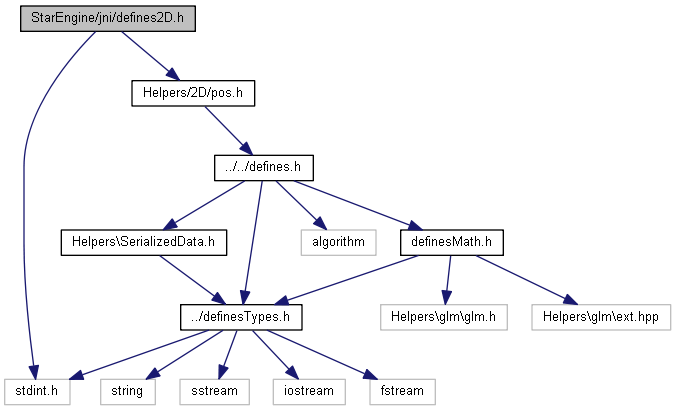 StarEngine/jni/defines2D.h
Helpers/2D/pos.h
../../defines.h
Helpers\SerializedData.h
algorithm
definesMath.h
../definesTypes.h
Helpers\glm\glm.h
Helpers\glm\ext.hpp
stdint.h
string
sstream
iostream
fstream